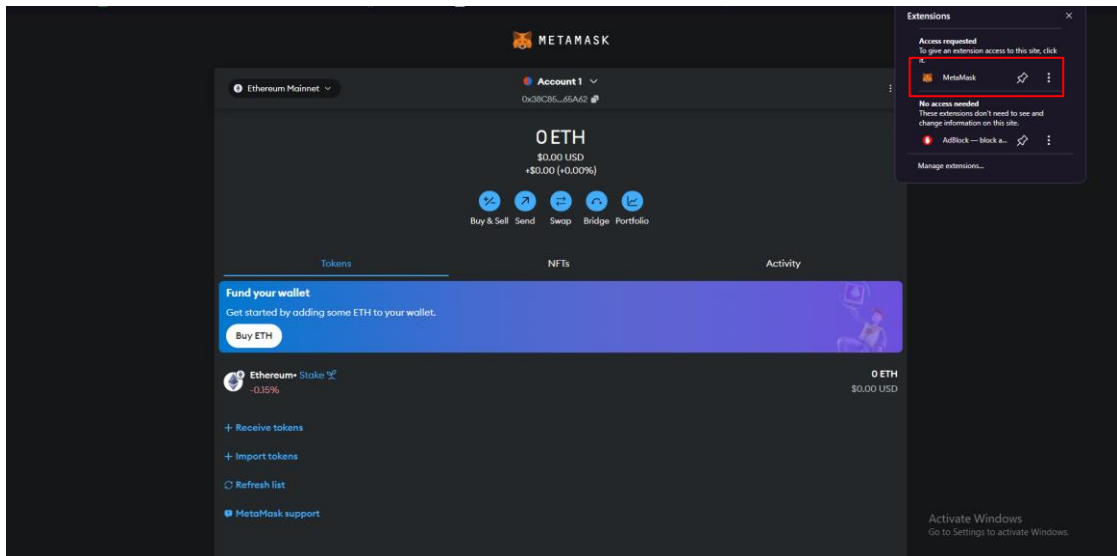 METAMASK
Ethereum Mainnet
Account 1
0x38C85...65A62
0 ETH
$0.00 USD
+$0.00 (+0.00%)
Buy & Sell Send Swap Bridge Portfolio
Tokens NFTs Activity
Fund your wallet
Get started by adding some ETH to your wallet.
Buy ETH
Ethereum • Stake 0 ETH
-0.15% $0.00 USD
+ Receive tokens
+ Import tokens
Refresh list
MetaMask support
Extensions
Access requested
To give an extension access to this site, click
it.
MetaMask
No access needed
These extensions don't need to see and
change information on this site.
AdBlock — block a...
Manage extensions...
Activate Windows
Go to Settings to activate Windows.